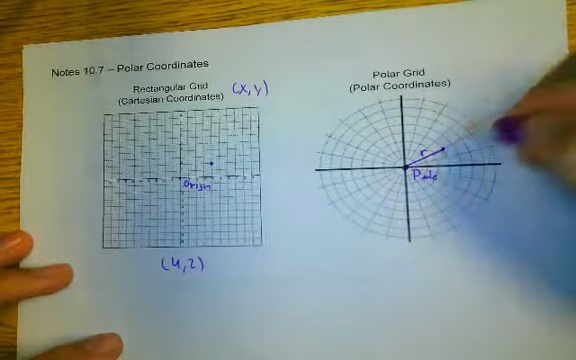 Notes 10.7 – Polar Coordinates
Rectangular Grid
(Cartesian Coordinates)
(x, y)
Origin
(4, 2)
Polar Grid
(Polar Coordinates)
r
Pole